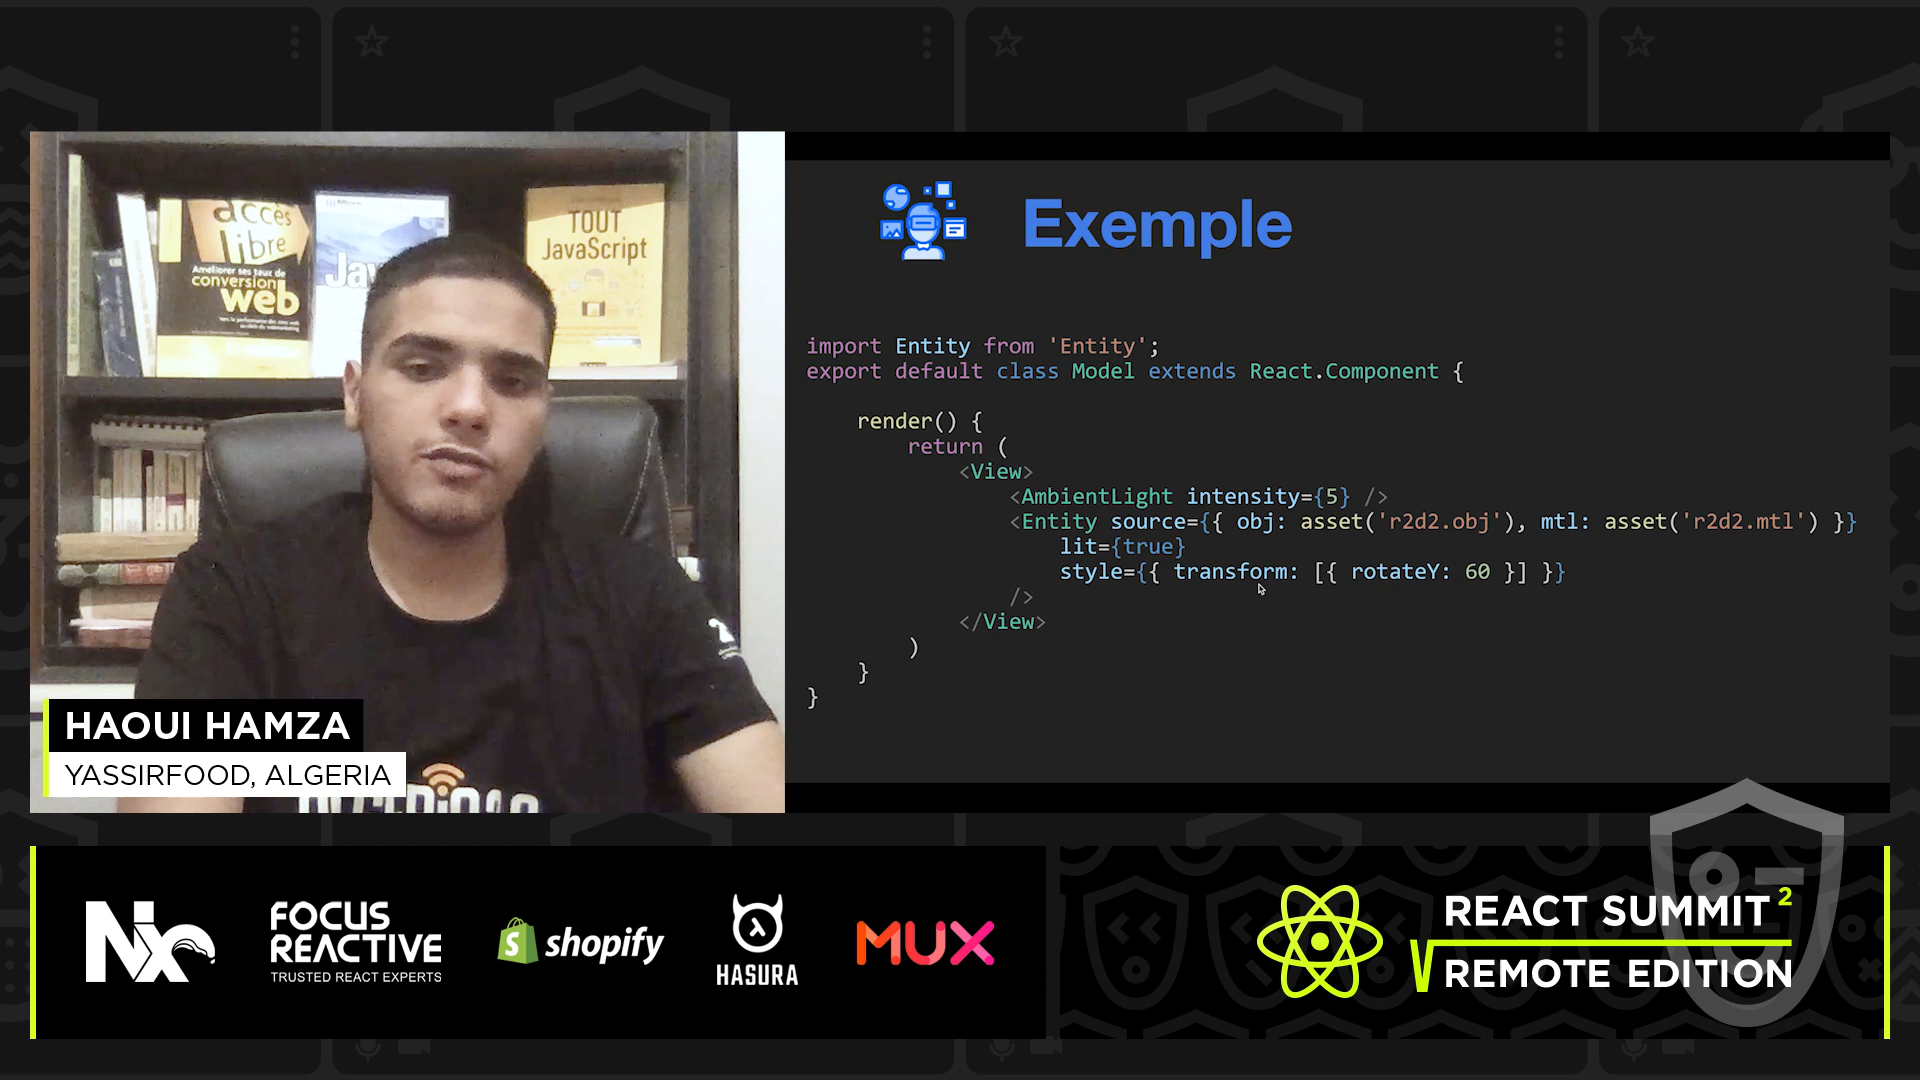 accès
libre
Améliorer ses taux de
conversion
web
Jav
TOUT
JavaScript
HAOUI HAMZA
YASSIRFOOD, ALGERIA
Exemple
import Entity from 'Entity';
export default class Model extends React.Component {
render() {
return (
<View>
<AmbientLight intensity={5} />
<Entity source={{ obj: asset('r2d2.obj'), mtl: asset('r2d2.mtl') }}
lit={true}
style={{ transform: [{ rotateY: 60 }] }}
/>
</View>
)
}
}
Nx
FOCUS
REACTIVE
TRUSTED REACT EXPERTS
shopify
HASURA
MUX
REACT SUMMIT 2
REMOTE EDITION